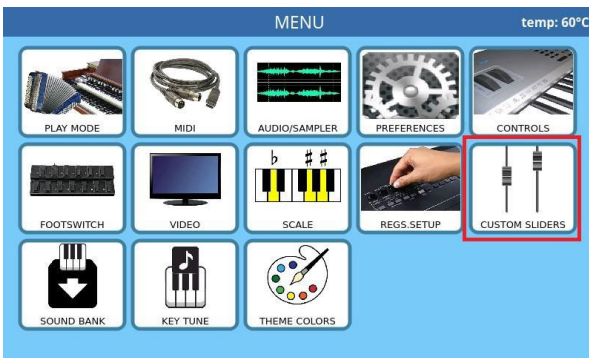 MENU
temp: 60°C
PLAY MODE
MIDI
AUDIO/SAMPLER
PREFERENCES
CONTROLS
FOOTSWITCH
VIDEO
SCALE
REGS.SETUP
CUSTOM SLIDERS
SOUND BANK
KEY TUNE
THEME COLORS